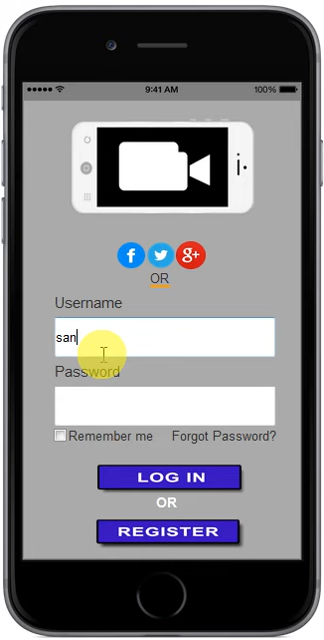 9:41 AM 100%
f g+
OR
Username
san
Password
Remember me Forgot Password?
LOG IN
OR
REGISTER